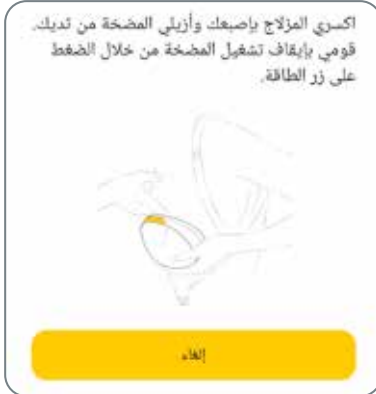 اكسري المزلاج بإصبعك وأزيلي المضخة من ثديك.
قومي بإيقاف تشغيل المضخة من خلال الضغط
على زر الطاقة.
إلغاء